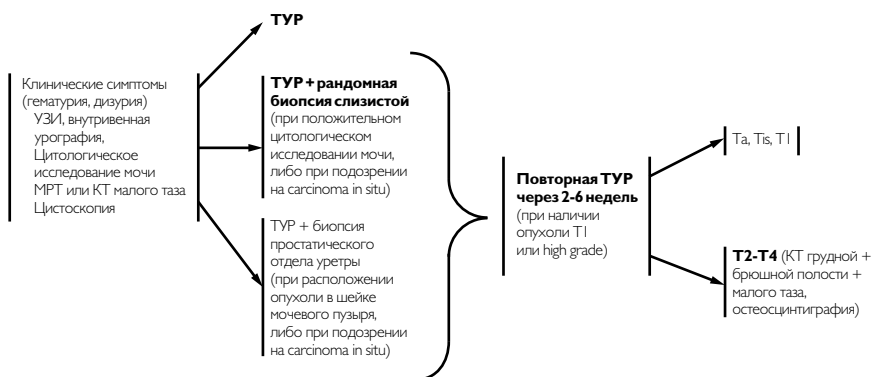 ТУР
Клинические симптомы
(гематурия, дизурия)
УЗИ, внутривенная
урография,
Цитологическое
исследование мочи
МРТ или КТ малого таза
Цистоскопия
ТУР + рандомная
биопсия слизистой
(при положительном
цитологическом
исследовании мочи,
либо при подозрении
на carcinoma in situ)
ТУР + биопсия
простатического
отдела уретры
(при расположении
опухоли в шейке
мочевого пузыря,
либо при подозрении
на carcinoma in situ)
Повторная ТУР
через 2-6 недель
(при наличии
опухоли T1
или high grade)
Ta, Tis, T1
T2-T4 (КТ грудной +
брюшной полости +
малого таза,
остеосцинтиграфия)